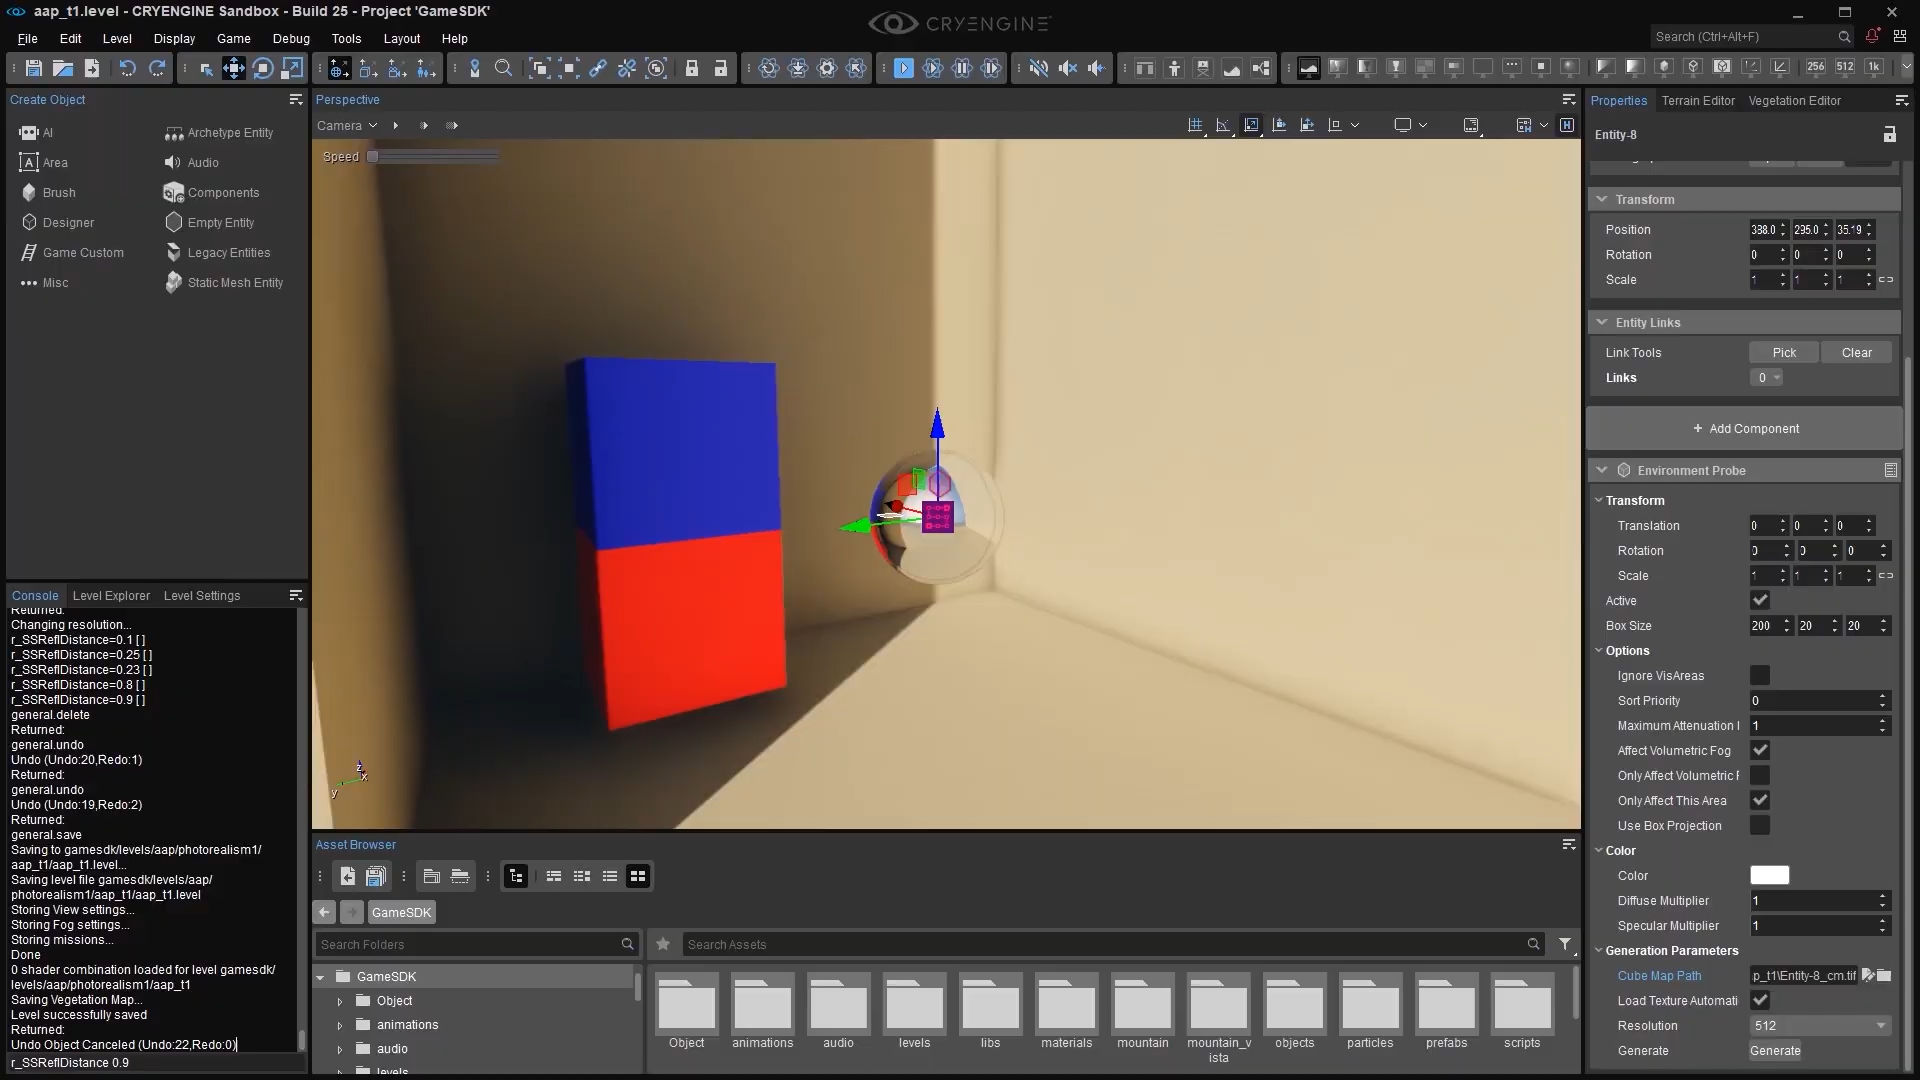 aap_t1.level - CRYENGINE Sandbox - Build 25 - Project 'GameSDK'
CRYENGINE
File Edit Level Display Game Debug Tools Layout Help
Search (Ctrl+Alt+F)
256 512 1k
Create Object
AI Archetype Entity
Area Audio
Brush Components
Designer Empty Entity
Game Custom Legacy Entities
Misc Static Mesh Entity
Console Level Explorer Level Settings
Returned:
Changing resolution...
r_SSReflDistance=0.1 [ ]
r_SSReflDistance=0.25 [ ]
r_SSReflDistance=0.23 [ ]
r_SSReflDistance=0.8 [ ]
r_SSReflDistance=0.9 [ ]
general.delete
Returned:
general.undo
Undo (Undo:20,Redo:1)
Returned:
general.undo
Undo (Undo:19,Redo:2)
Returned:
general.save
Saving to gamesdk/levels/aap/photorealism1/
aap_t1/aap_t1.level...
Saving level file gamesdk/levels/aap/
photorealism1/aap_t1/aap_t1.level
Storing View settings...
Storing Fog settings...
Storing missions...
Done
0 shader combination loaded for level gamesdk/
levels/aap/photorealism1/aap_t1
Saving Vegetation Map...
Level successfully saved
Returned:
Undo Object Canceled (Undo:22,Redo:0)
r_SSReflDistance 0.9
Perspective
Camera
Speed
z
x
y
Asset Browser
GameSDK
Search Folders
Search Assets
GameSDK
Object
animations
audio
levels
Object animations audio levels libs materials mountain mountain_v
ista objects particles prefabs scripts
Properties Terrain Editor Vegetation Editor
Entity-8
Transform
Position 388.0 295.0 35.19
Rotation 0 0 0
Scale 1 1 1
Entity Links
Link Tools Pick Clear
Links 0
+ Add Component
Environment Probe
Transform
Translation 0 0 0
Rotation 0 0 0
Scale 1 1 1
Active
Box Size 200 20 20
Options
Ignore VisAreas
Sort Priority 0
Maximum Attenuation 1
Affect Volumetric Fog
Only Affect Volumetric F
Only Affect This Area
Use Box Projection
Color
Color
Diffuse Multiplier 1
Specular Multiplier 1
Generation Parameters
Cube Map Path p_t1\Entity-8_cm.tif
Load Texture Automati
Resolution 512
Generate Generate